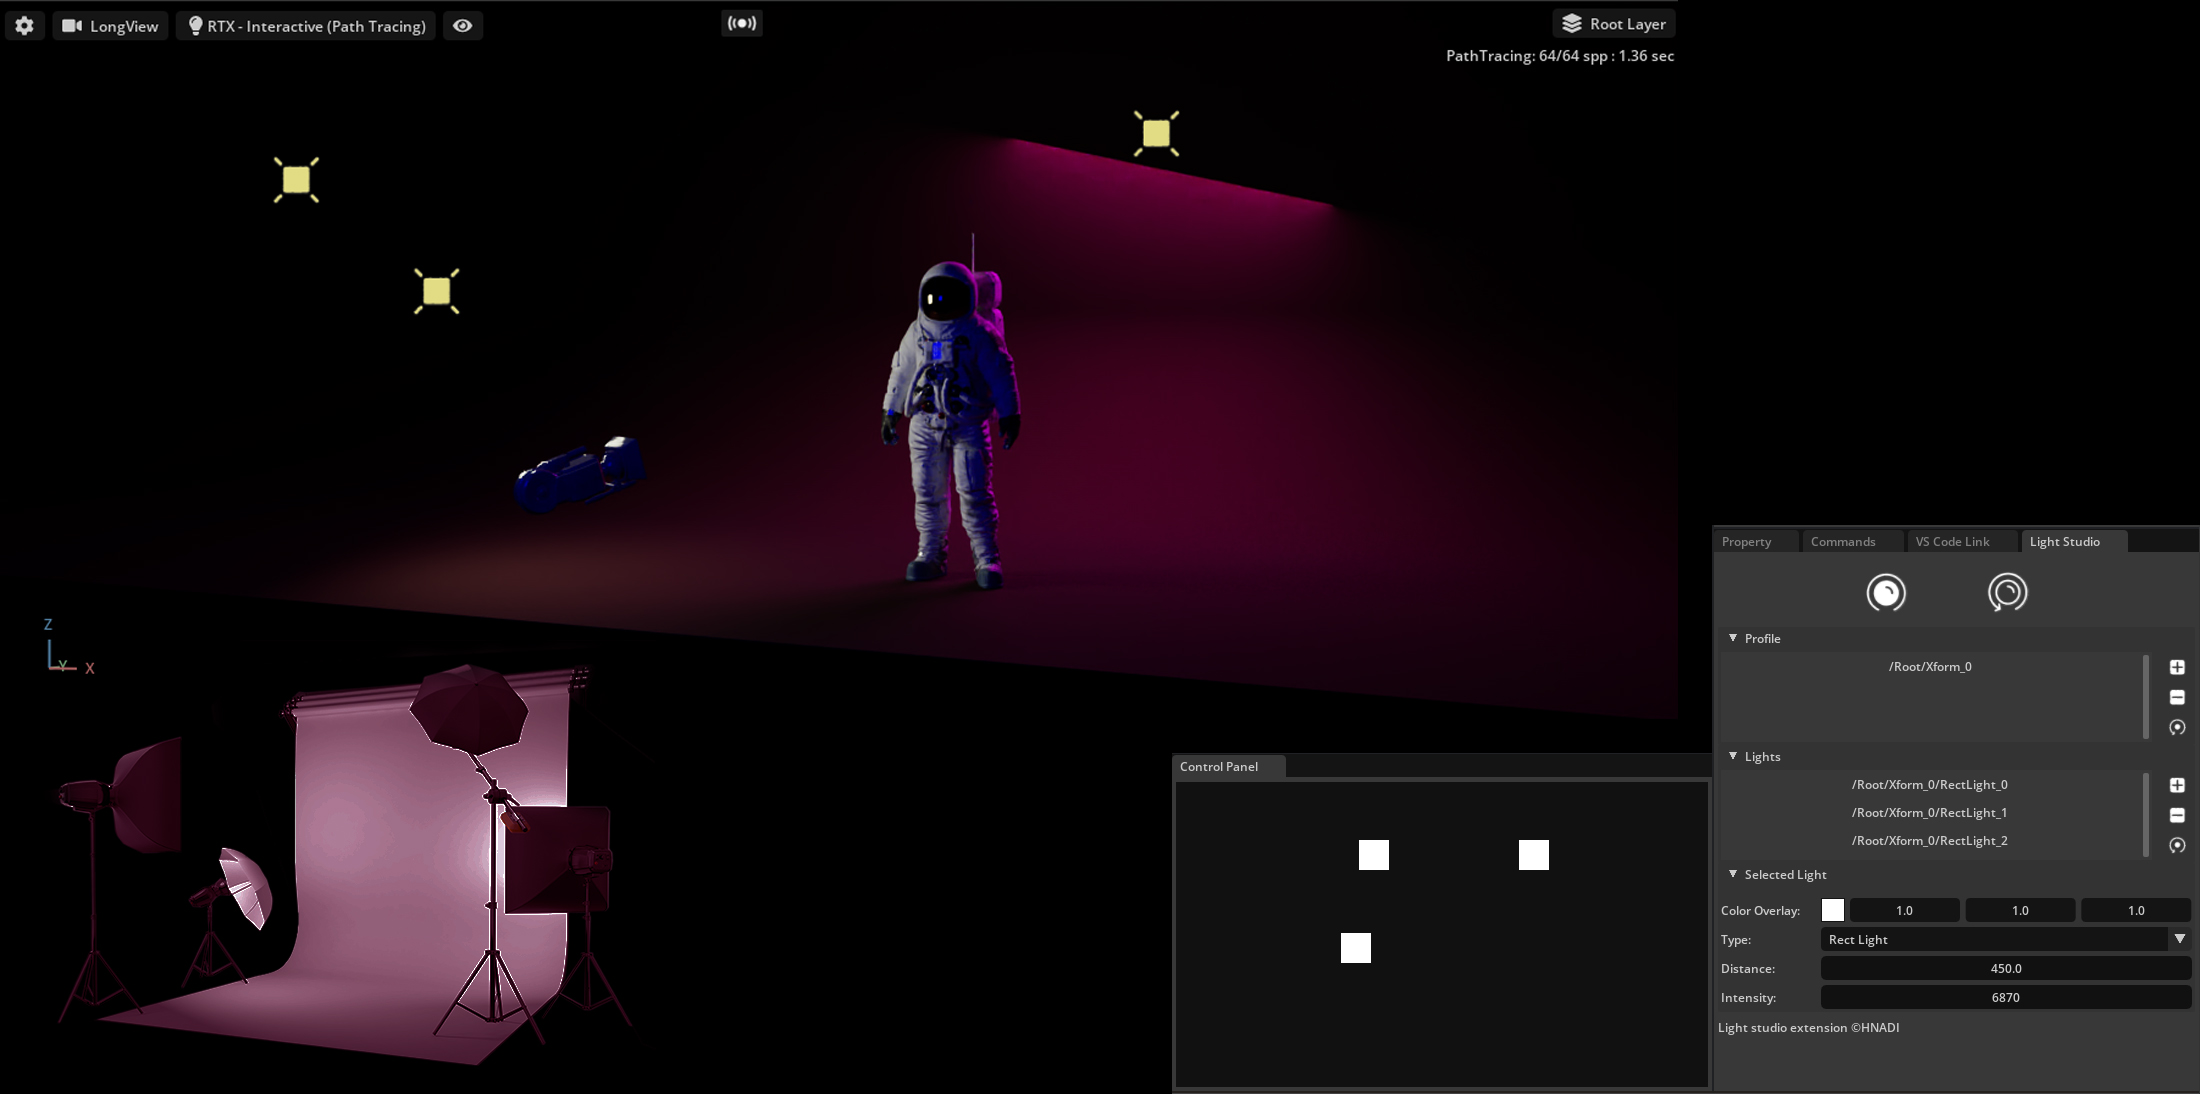 LongView
RTX - Interactive (Path Tracing)
Root Layer
PathTracing: 64/64 spp : 1.36 sec
Z
Y
X
Control Panel
Property
Commands
VS Code Link
Light Studio
Profile
/Root/Xform_0
Lights
/Root/Xform_0/RectLight_0
/Root/Xform_0/RectLight_1
/Root/Xform_0/RectLight_2
Selected Light
Color Overlay: 1.0 1.0 1.0
Type: Rect Light
Distance: 450.0
Intensity: 6870
Light studio extension ©HNADI